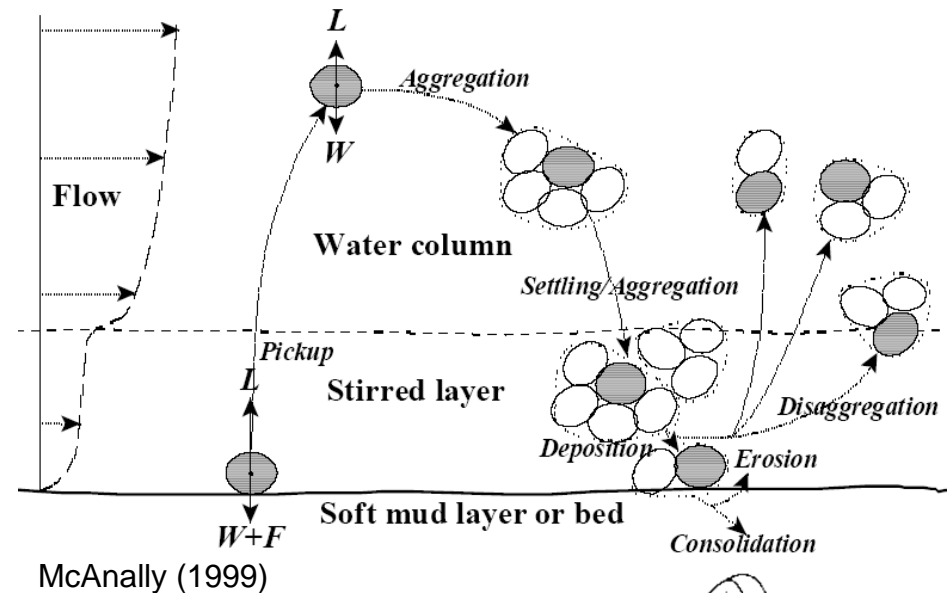 L
Aggregation
W
Flow
Water column
Settling/Aggregation
Pickup
L
Stirred layer
Disaggregation
Deposition
Erosion
Soft mud layer or bed
W+F
Consolidation
McAnally (1999)